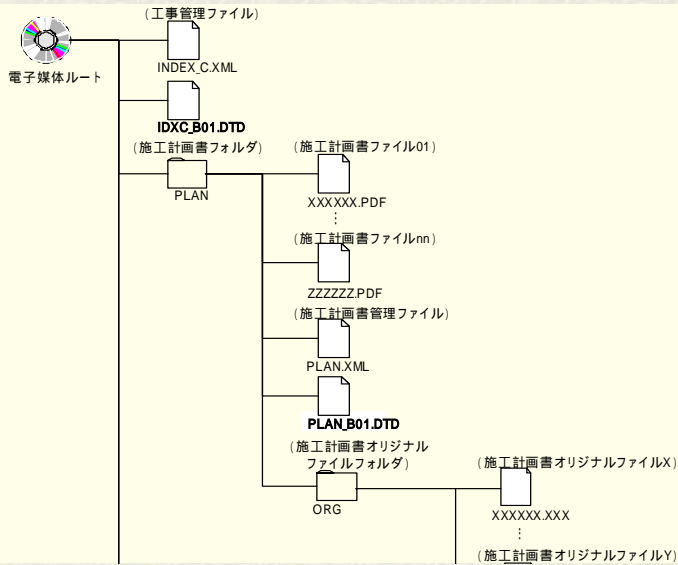 (工事管理ファイル)
電子媒体ルート
INDEX_C.XML
IDXC_B01.DTD
(施工計画書フォルダ)
PLAN
(施工計画書ファイル01)
XXXXXX.PDF
⋮
(施工計画書ファイルnn)
ZZZZZZ.PDF
(施工計画書管理ファイル)
PLAN.XML
PLAN_B01.DTD
(施工計画書オリジナル
ファイルフォルダ)
ORG
(施工計画書オリジナルファイルX)
XXXXXX.XXX
⋮
(施工計画書オリジナルファイルY)